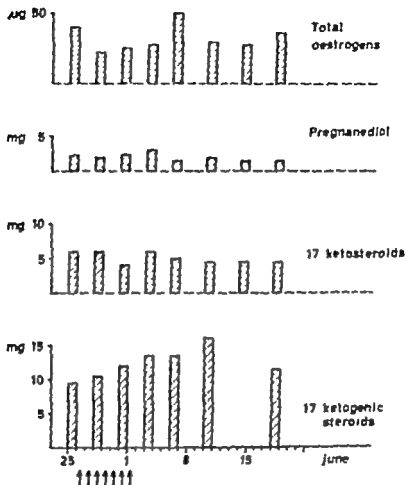 µg 50
Total
oestrogens
mg 5
Pregnanediol
mg 10
5
17 ketosteroids
mg 15
10
5
17 ketogenic
steroids
25 1 8 15 june